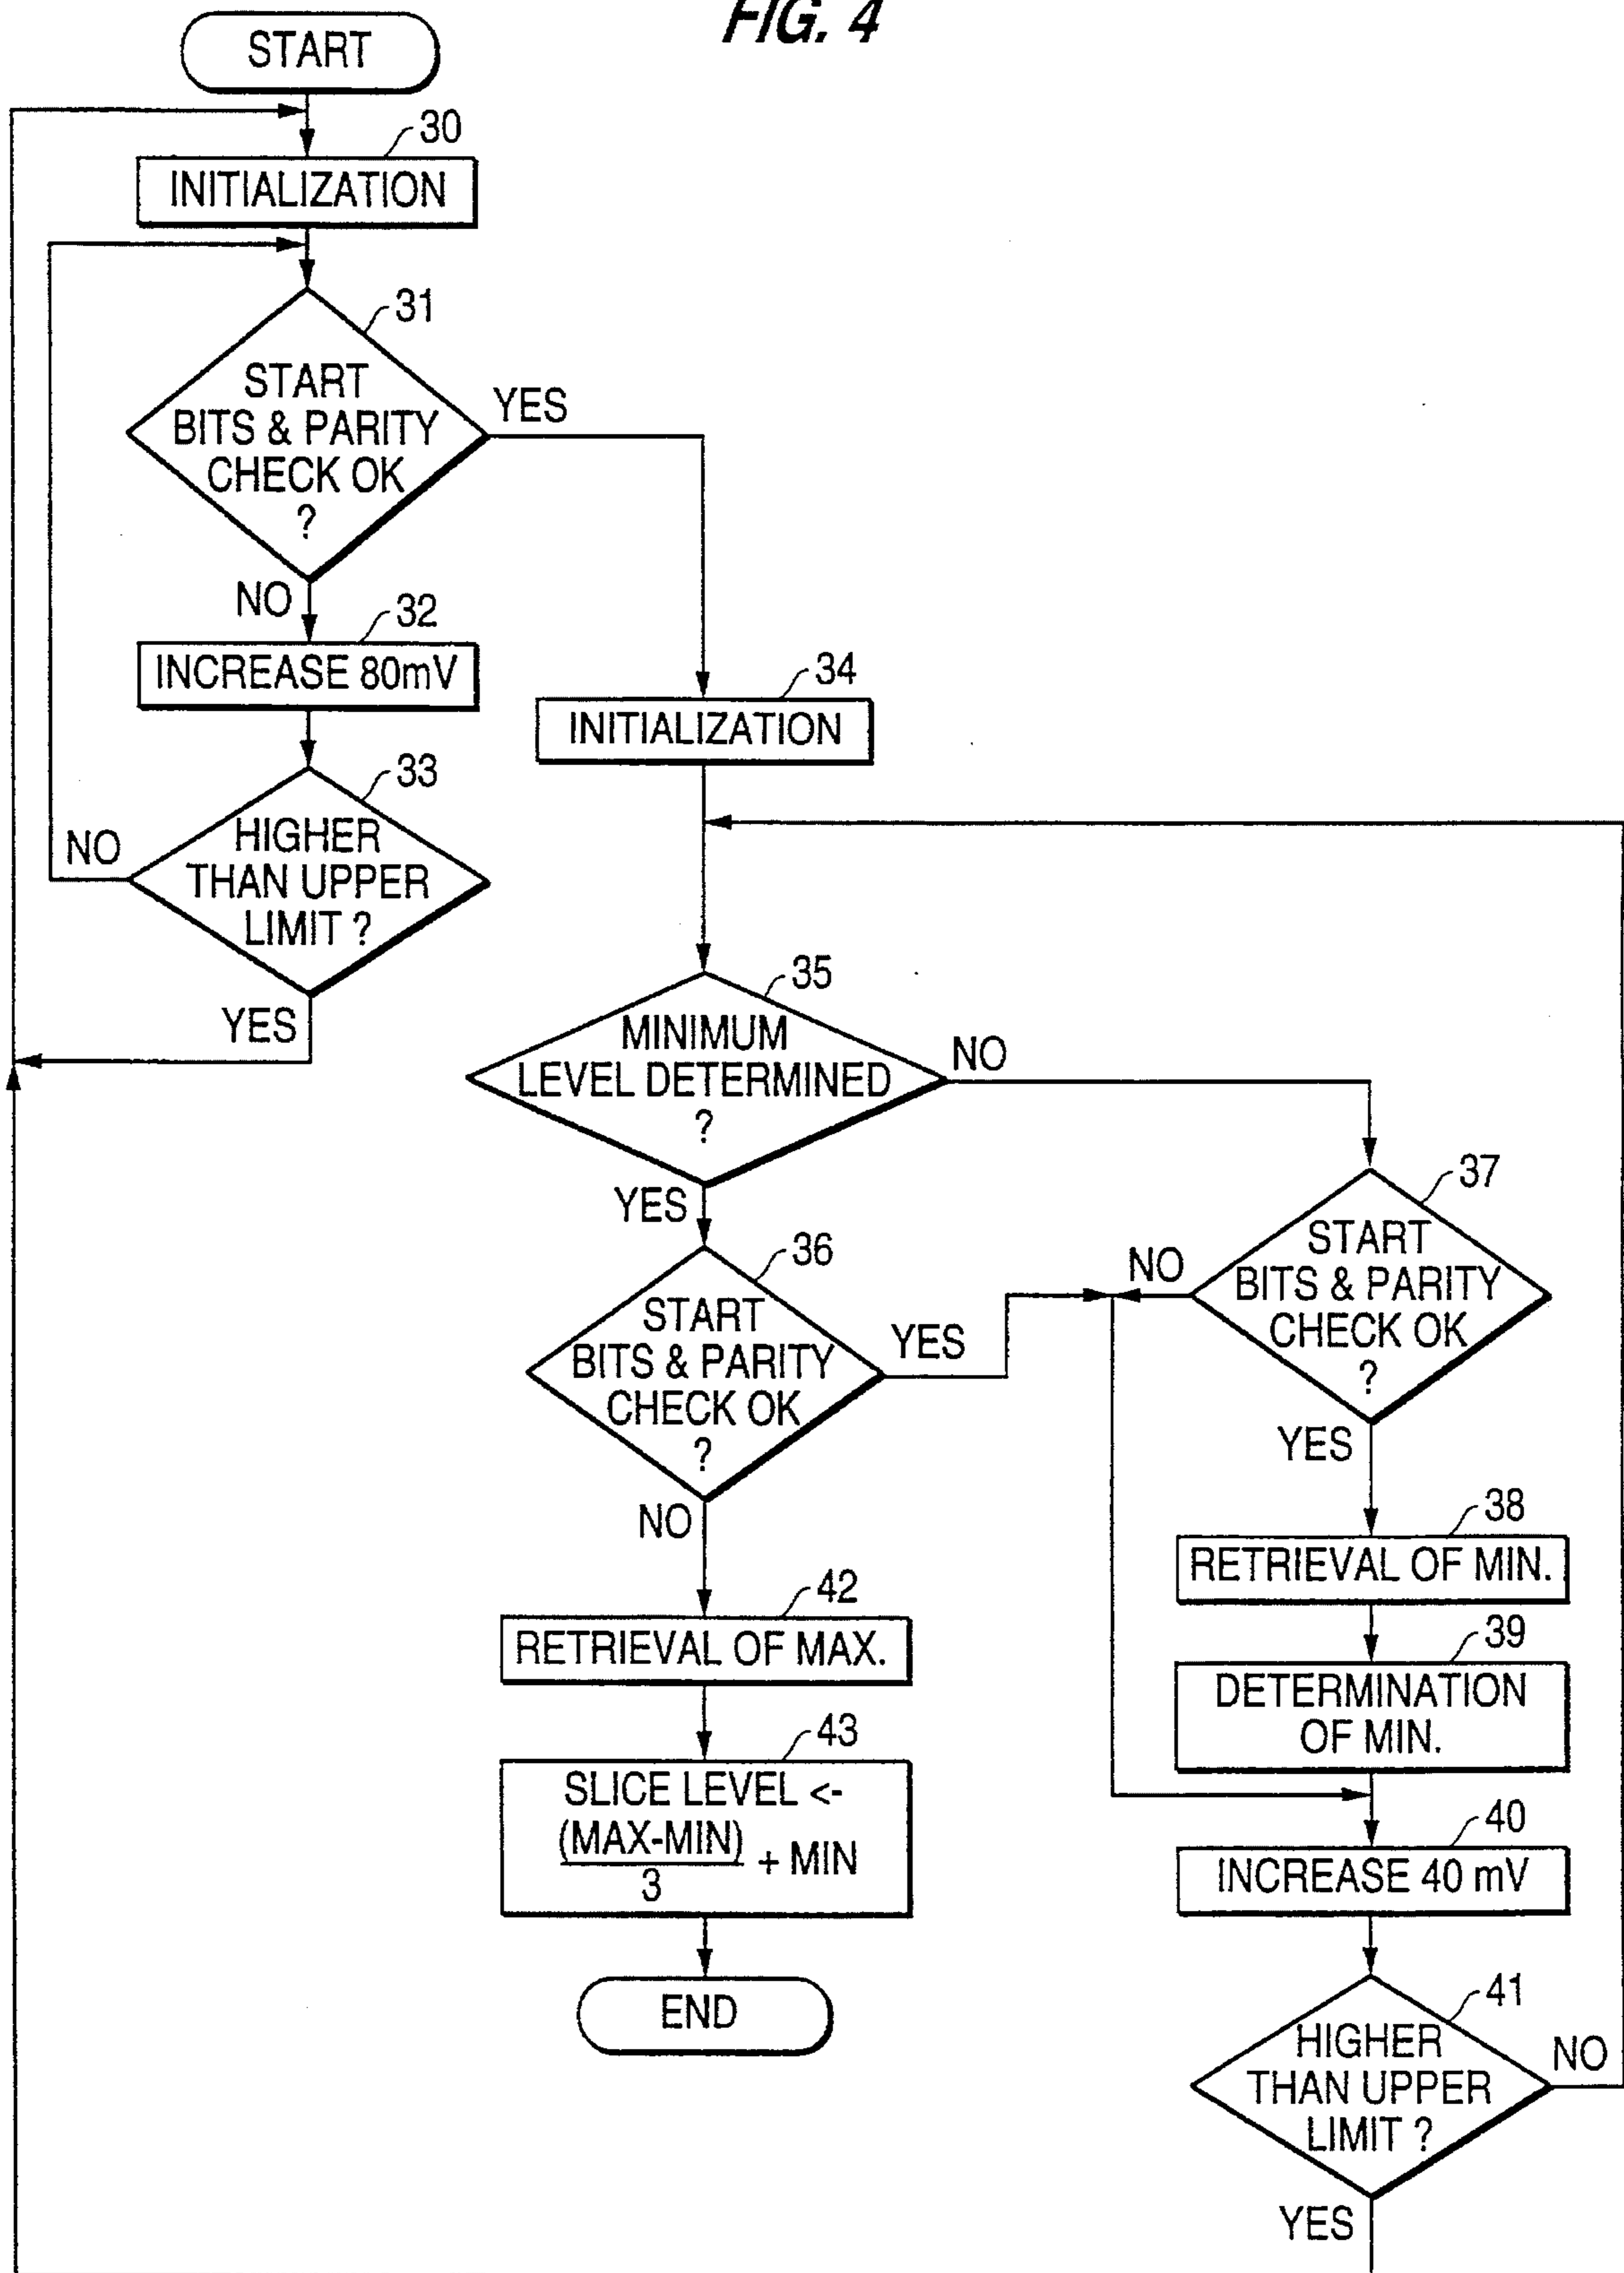 FIG. 4
START
30
INITIALIZATION
31
START
BITS & PARITY
CHECK OK
?
YES
NO
32
INCREASE 80mV
33
HIGHER
THAN UPPER
LIMIT ?
NO
YES
34
INITIALIZATION
35
MINIMUM
LEVEL DETERMINED
?
NO
YES
36
START
BITS & PARITY
CHECK OK
?
YES
NO
37
START
BITS & PARITY
CHECK OK
?
NO
YES
38
RETRIEVAL OF MIN.
39
DETERMINATION
OF MIN.
40
INCREASE 40 mV
41
HIGHER
THAN UPPER
LIMIT ?
NO
YES
42
RETRIEVAL OF MAX.
43
SLICE LEVEL <-
(MAX-MIN)
3
+ MIN
END